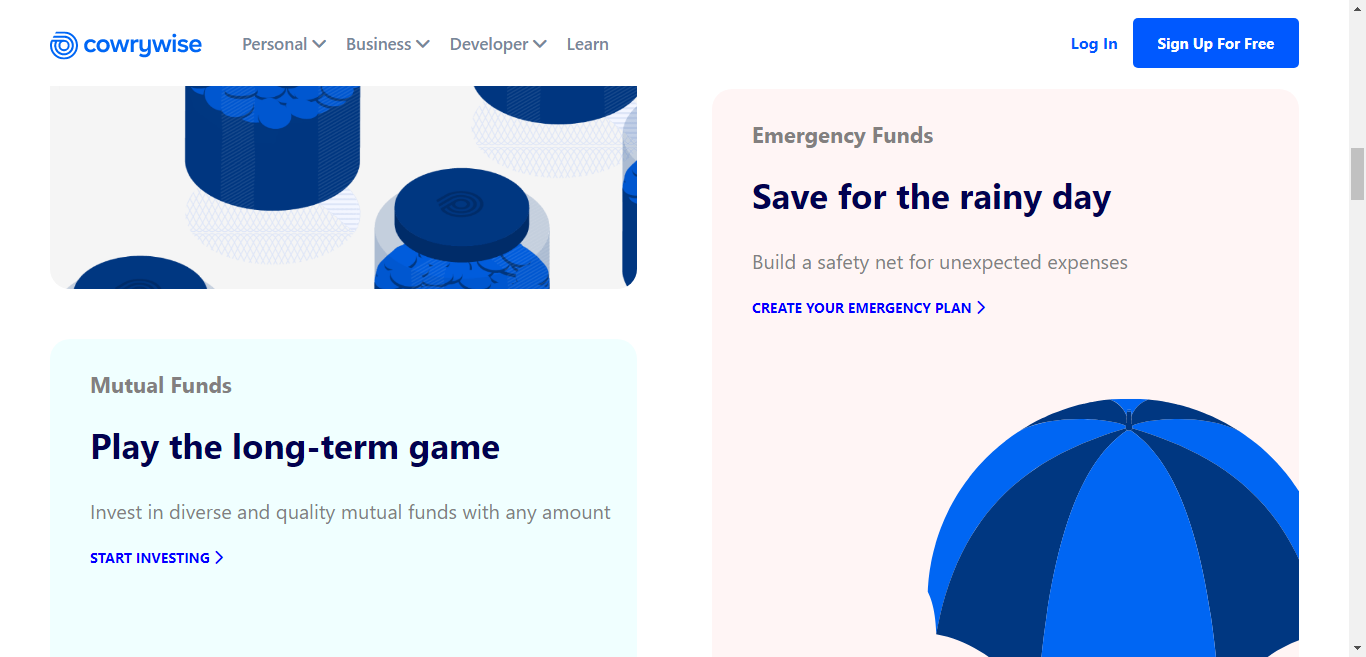 cowrywise
Personal
Business
Developer
Learn
Log In
Sign Up For Free
Emergency Funds
Save for the rainy day
Build a safety net for unexpected expenses
CREATE YOUR EMERGENCY PLAN
Mutual Funds
Play the long-term game
Invest in diverse and quality mutual funds with any amount
START INVESTING